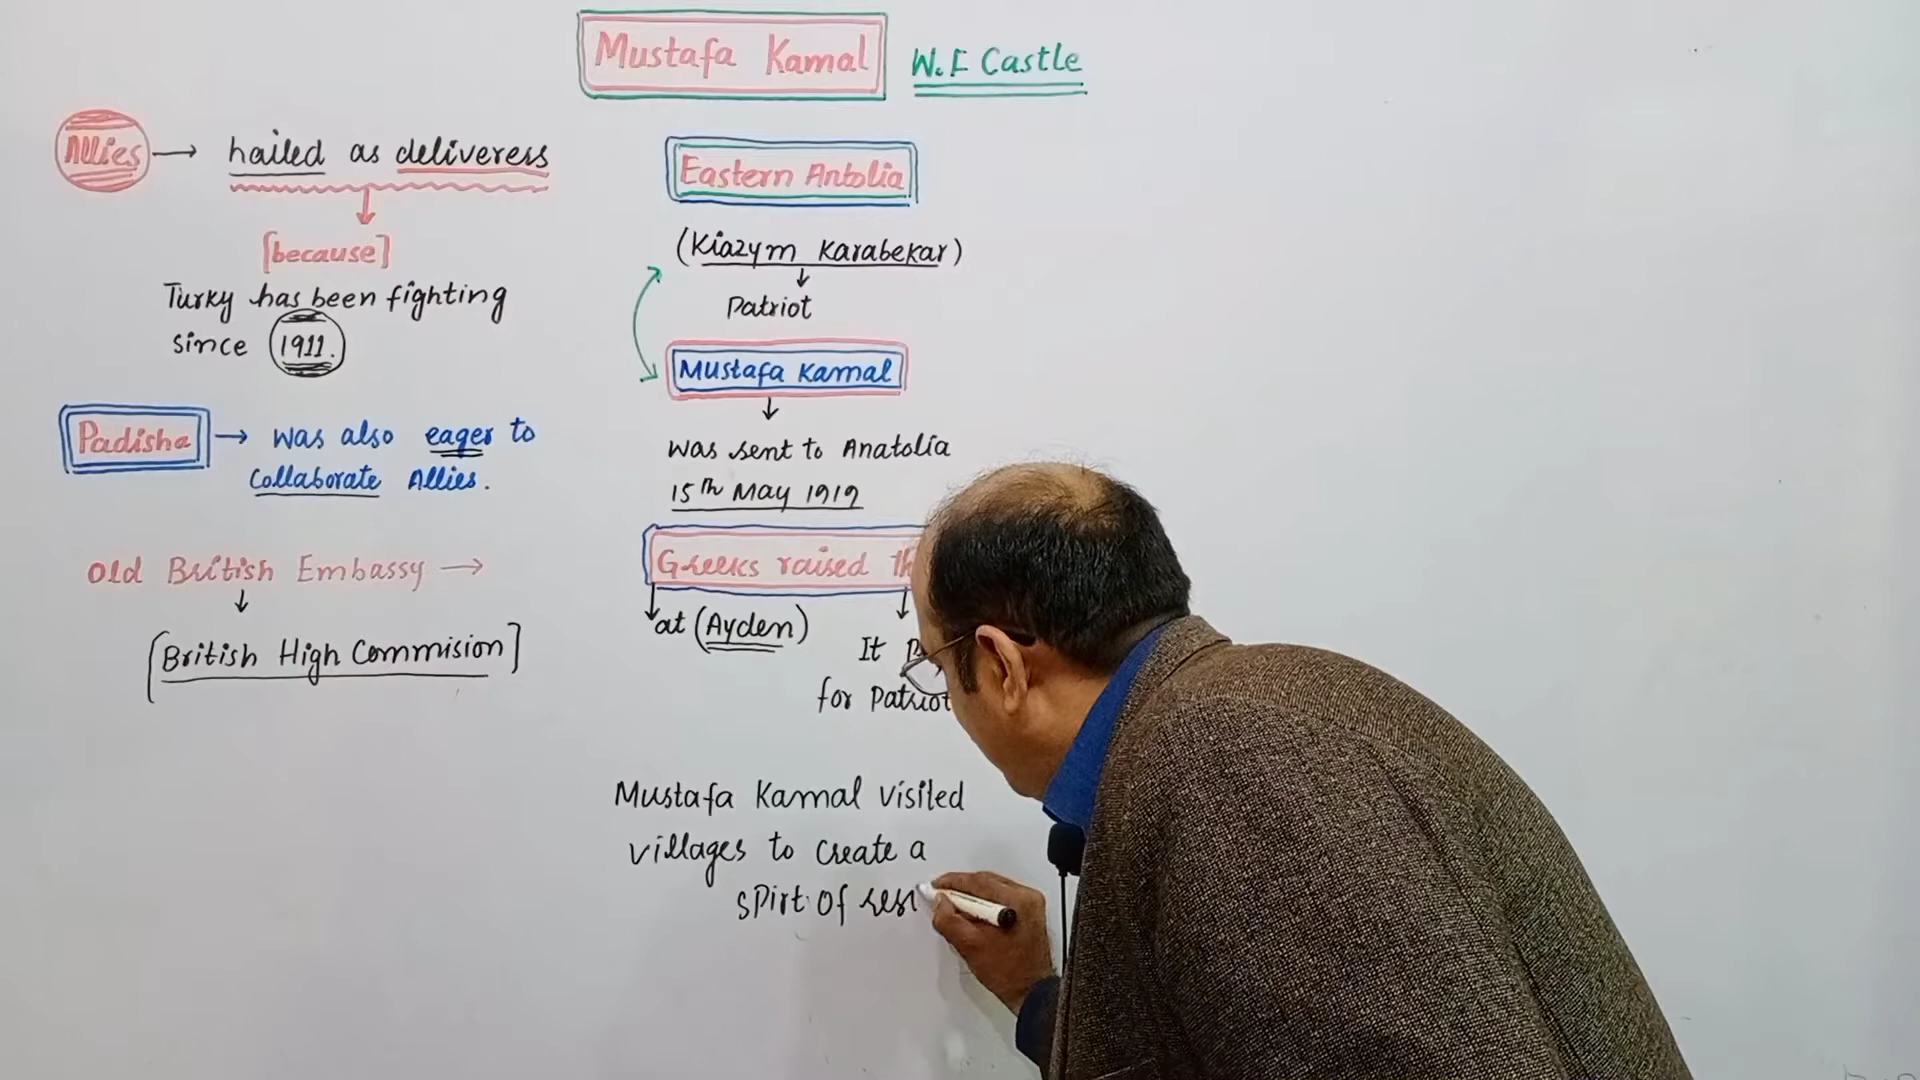 Mustafa Kamal
W.F Castle
Allies → hailed as deliveress
[because]
Turky has been fighting
since 1911.
Padisha → was also eager to
Collaborate Allies.
Old British Embassy →
[British High Commision]
Eastern Antolia
(Kiazym Karabekar)
Patriot
Mustafa Kamal
was sent to Anatolia
15th May 1919
Greeks raised
at (Ayden)
It
for Patriot
Mustafa Kamal visited
villages to create a
spirt of